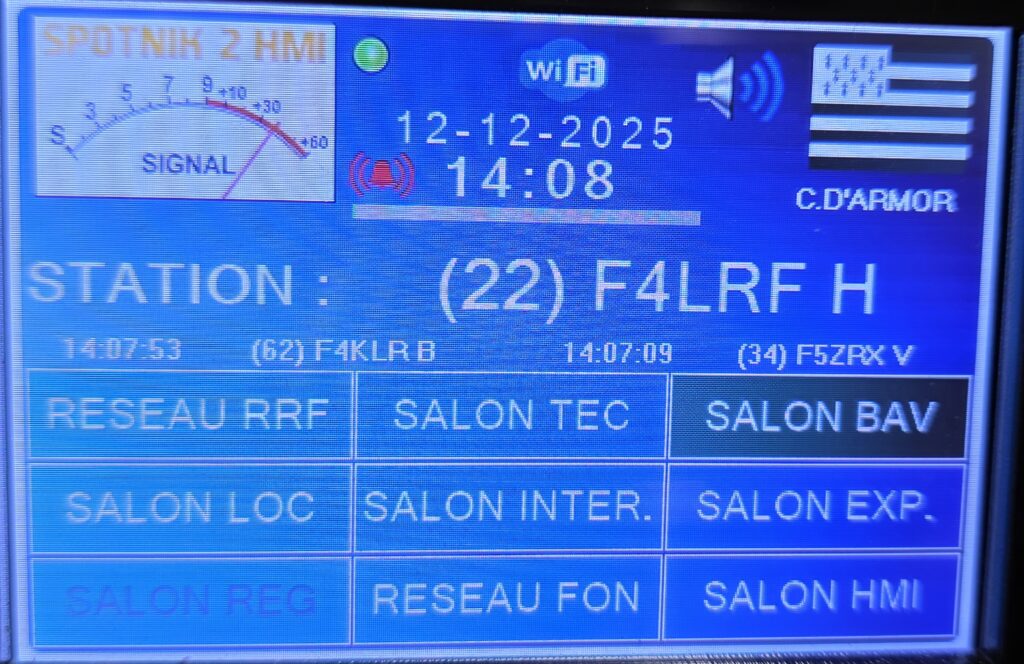 SPOTNIK 2 HMI
S 3 5 7 9 +10 +30 +60
SIGNAL
WiFi
12-12-2025
14:08
C.D'ARMOR
STATION : (22) F4LRF H
14:07:53 (62) F4KLR B 14:07:09 (34) F5ZRX V
RESEAU RRF SALON TEC SALON BAV
SALON LOC SALON INTER. SALON EXP.
SALON REG RESEAU FON SALON HMI